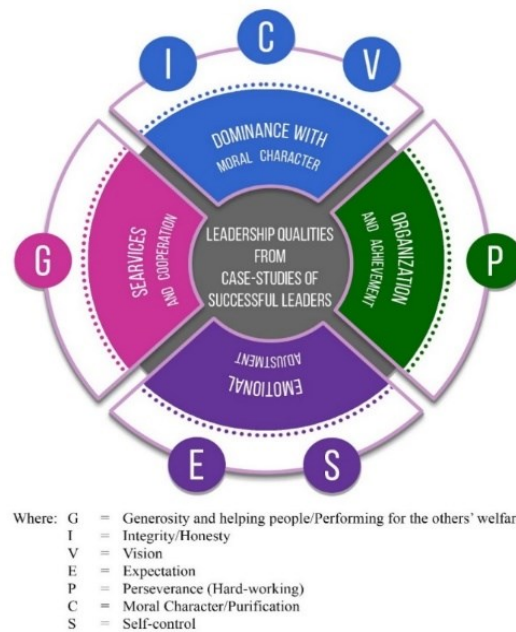 C
I
V
DOMINANCE WITH
MORAL CHARACTER
G
SEARVICES
AND COOPERATION
LEADERSHIP QUALITIES
FROM
CASE-STUDIES OF
SUCCESSFUL LEADERS
ORGANIZATION
AND ACHIEVEMENT
P
EMOTIONAL
ADJUSTMENT
E
S
Where: G = Generosity and helping people/Performing for the others' welfar
I = Integrity/Honesty
V = Vision
E = Expectation
P = Perseverance (Hard-working)
C = Moral Character/Purification
S = Self-control